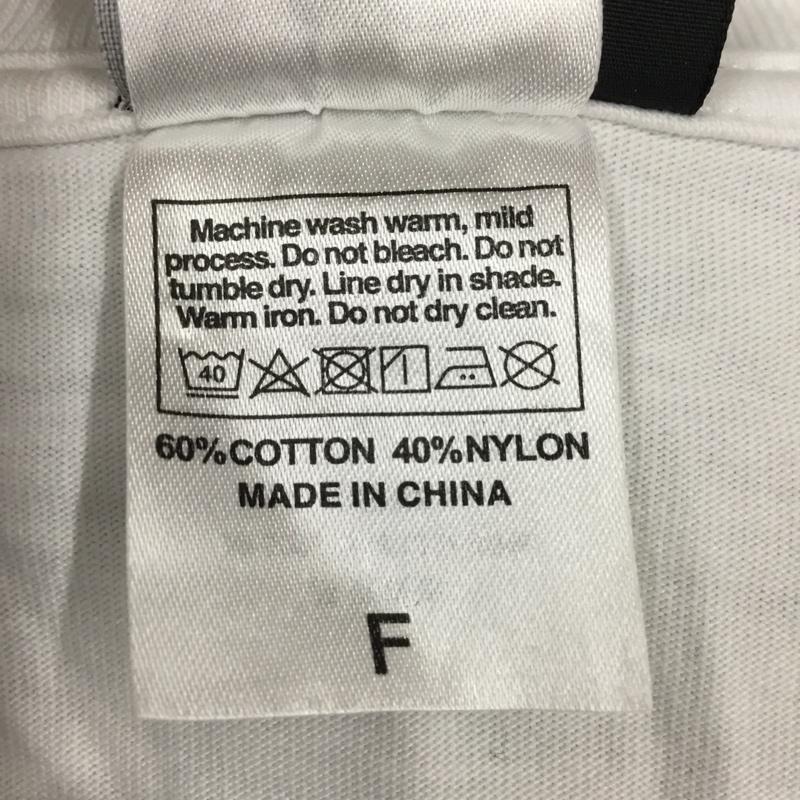 Machine wash warm, mild
process. Do not bleach. Do not
tumble dry. Line dry in shade.
Warm iron. Do not dry clean.
40
60%COTTON 40%NYLON
MADE IN CHINA
F